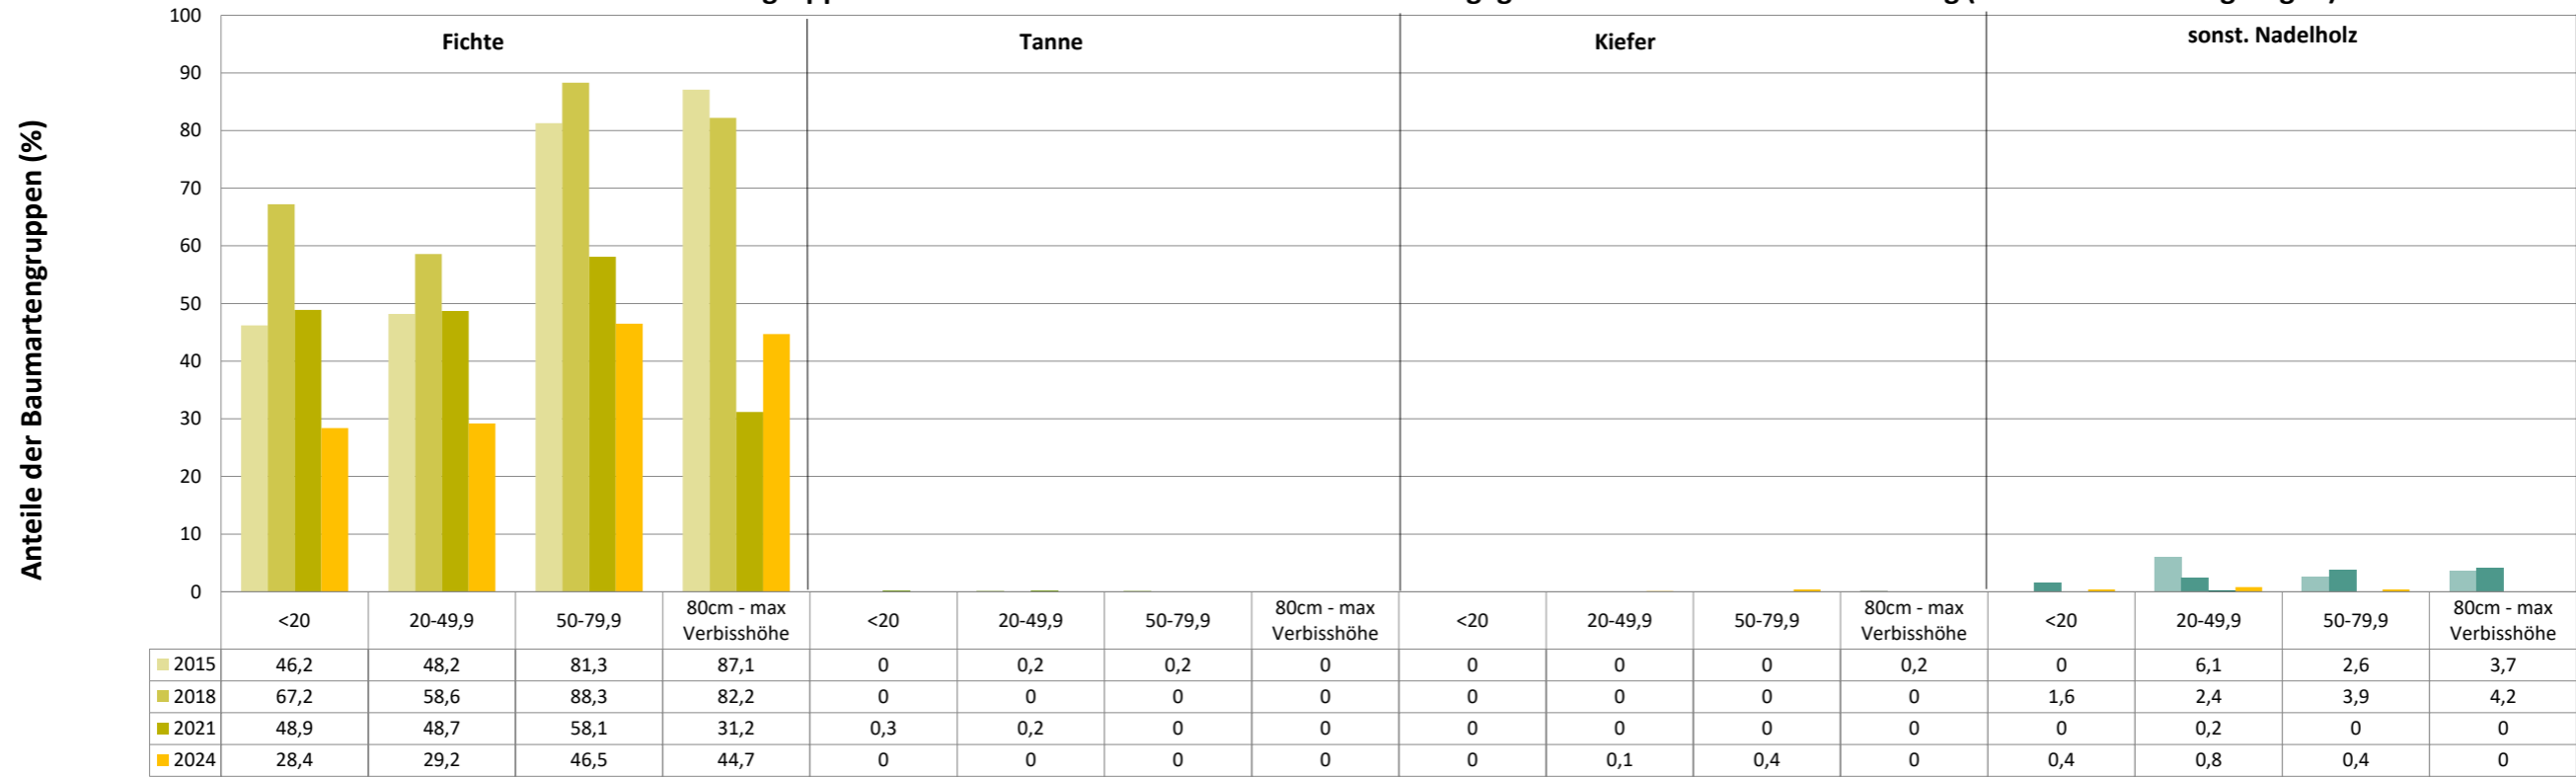 100
90
80
70
60
50
40
30
20
10
0
Anteile der Baumartengruppen (%)
Fichte Tanne Kiefer sonst. Nadelholz
<20 20-49,9 50-79,9 80cm - max Verbisshöhe <20 20-49,9 50-79,9 80cm - max Verbisshöhe <20 20-49,9 50-79,9 80cm - max Verbisshöhe <20 20-49,9 50-79,9 80cm - max Verbisshöhe
2015 46,2 48,2 81,3 87,1 0 0,2 0,2 0 0 0 0 0,2 0 6,1 2,6 3,7
2018 67,2 58,6 88,3 82,2 0 0 0 0 0 0 0 0 1,6 2,4 3,9 4,2
2021 48,9 48,7 58,1 31,2 0,3 0,2 0 0 0 0 0 0 0 0,2 0 0
2024 28,4 29,2 46,5 44,7 0 0 0 0 0 0,1 0,4 0 0,4 0,8 0,4 0